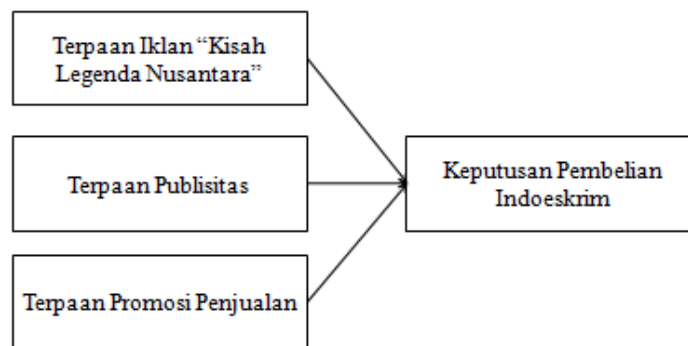 Terpaan Iklan “Kisah
Legenda Nusantara”
Terpaan Publisitas
Keputusan Pembelian
Indoeskrim
Terpaan Promosi Penjualan